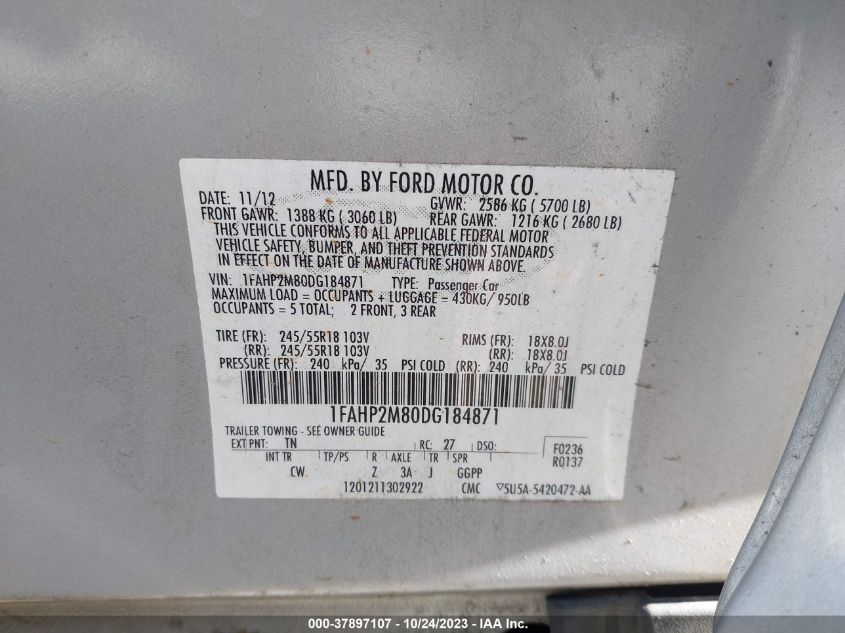 MFD. BY FORD MOTOR CO.
DATE: 11/12 GVWR: 2586 KG ( 5700 LB)
FRONT GAWR: 1388 KG ( 3060 LB) REAR GAWR: 1216 KG ( 2680 LB)
THIS VEHICLE CONFORMS TO ALL APPLICABLE FEDERAL MOTOR
VEHICLE SAFETY, BUMPER, AND THEFT PREVENTION STANDARDS
IN EFFECT ON THE DATE OF MANUFACTURE SHOWN ABOVE.
VIN: 1FAHP2M80DG184871 TYPE: Passenger Car
MAXIMUM LOAD = OCCUPANTS + LUGGAGE = 430KG/ 950LB
OCCUPANTS = 5 TOTAL; 2 FRONT, 3 REAR
TIRE (FR): 245/55R18 103V RIMS (FR): 18X8.0J
(RR): 245/55R18 103V (RR): 18X8.0J
PRESSURE (FR): 240 kPa/ 35 PSI COLD (RR): 240 kPa/ 35 PSI COLD
1FAHP2M80DG184871
TRAILER TOWING - SEE OWNER GUIDE
EXT PNT: TN RC: 27 DSO: F0236
INT TR TP/PS R AXLE TR SPR R0137
CW Z 3A J GGPP
1201211302922 CMC ▽5U5A-5420472-AA
000-37897107 - 10/24/2023 - IAA Inc.